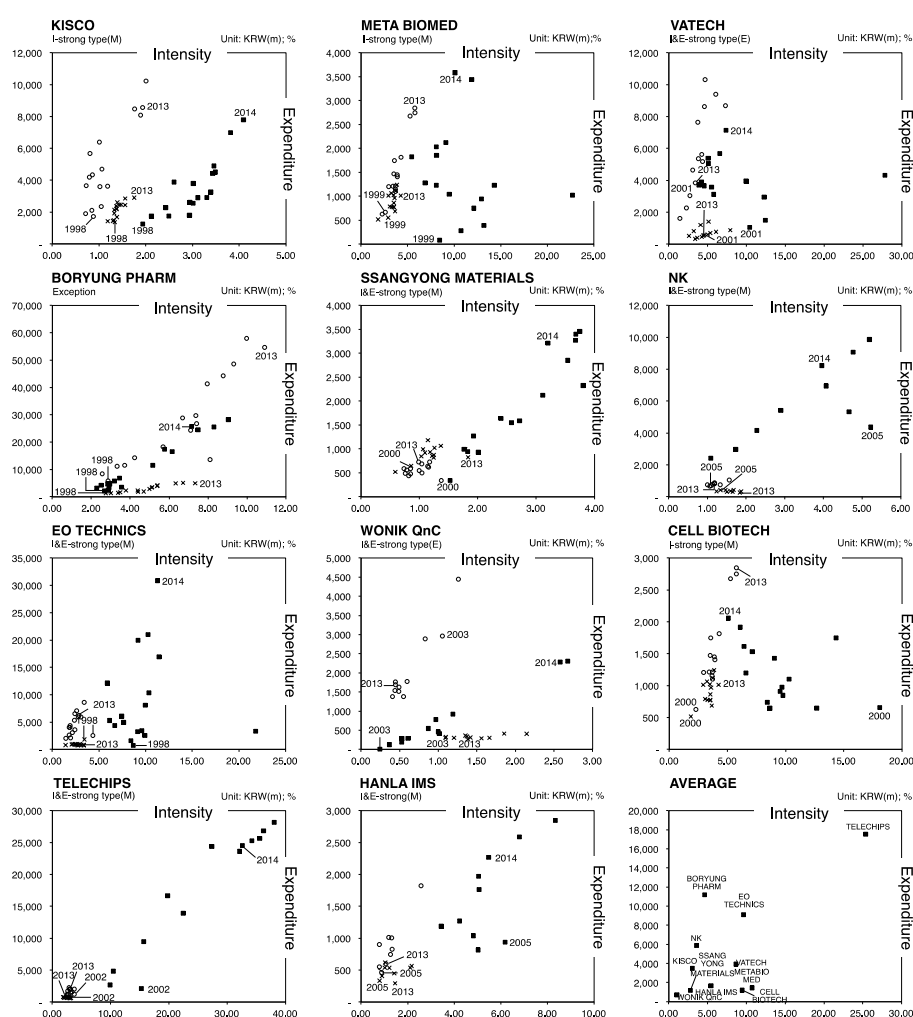 KISCO
I-strong type(M)
Unit: KRW(m); %
Intensity
Expenditure
12,000
10,000
8,000
6,000
4,000
2,000
-
0.00 1.00 2.00 3.00 4.00 5.00
2013
2014
2013
1998
1998
1998
META BIOMED
I-strong type(M)
Unit: KRW(m);%
Intensity
Expenditure
4,000
3,500
3,000
2,500
2,000
1,500
1,000
500
-
0.00 5.00 10.00 15.00 20.00 25.00
2014
2013
1999
2013
1999
1999
VATECH
I&E-strong type(E)
Unit: KRW(m); %
Intensity
Expenditure
12,000
10,000
8,000
6,000
4,000
2,000
-
0.00 5.00 10.00 15.00 20.00 25.00 30.00
2014
2013
2001
2013
2001
2001
BORYUNG PHARM
Exception
Unit: KRW(m); %
Intensity
Expenditure
70,000
60,000
50,000
40,000
30,000
20,000
10,000
-
0.00 2.00 4.00 6.00 8.00 10.00 12.00
2013
2014
1998
1998
1998
2013
SSANGYONG MATERIALS
I&E-strong type(M)
Unit: KRW(m); %
Intensity
Expenditure
4,000
3,500
3,000
2,500
2,000
1,500
1,000
500
-
0.00 1.00 2.00 3.00 4.00
2014
2013
2000
2013
2000
NK
I&E-strong type(M)
Unit: KRW(m); %
Intensity
Expenditure
12,000
10,000
8,000
6,000
4,000
2,000
-
0.00 1.00 2.00 3.00 4.00 5.00 6.00
2014
2005
2005
2005
2013
2013
EO TECHNICS
I&E-strong type(M)
Unit: KRW(m); %
Intensity
Expenditure
35,000
30,000
25,000
20,000
15,000
10,000
5,000
-
0.00 5.00 10.00 15.00 20.00 25.00
2014
2013
1998
2013
1998
WONIK QnC
I&E-strong type(E)
Unit: KRW(m); %
Intensity
Expenditure
5,000
4,500
4,000
3,500
3,000
2,500
2,000
1,500
1,000
500
-
0.00 0.50 1.00 1.50 2.00 2.50 3.00
2003
2014
2013
2003
2003
2013
CELL BIOTECH
I-strong type(M)
Unit: KRW(m); %
Intensity
Expenditure
3,000
2,500
2,000
1,500
1,000
500
-
0.00 5.00 10.00 15.00 20.00
2013
2014
2013
2000
2000
2000
TELECHIPS
I&E-strong type(M)
Unit: KRW(m); %
Intensity
Expenditure
30,000
25,000
20,000
15,000
10,000
5,000
-
0.00 10.00 20.00 30.00 40.00
2014
2013
2013
2002
2002
2002
HANLA IMS
I&E-strong(M)
Unit: KRW(m); %
Intensity
Expenditure
3,000
2,500
2,000
1,500
1,000
500
-
0.00 2.00 4.00 6.00 8.00 10.00
2014
2005
2013
2005
2005
2013
AVERAGE
Unit: KRW(m); %
Intensity
Expenditure
20,000
18,000
16,000
14,000
12,000
10,000
8,000
6,000
4,000
2,000
-
0.00 5.00 10.00 15.00 20.00 25.00 30.00
TELECHIPS
BORYUNG
PHARM
EO
TECHNICS
NK
SSANG
YONG
MATERIALS
KISCO
VATECH
METABIO
MED
HANLA IMS
CELL
BIOTECH
WONIK QnC